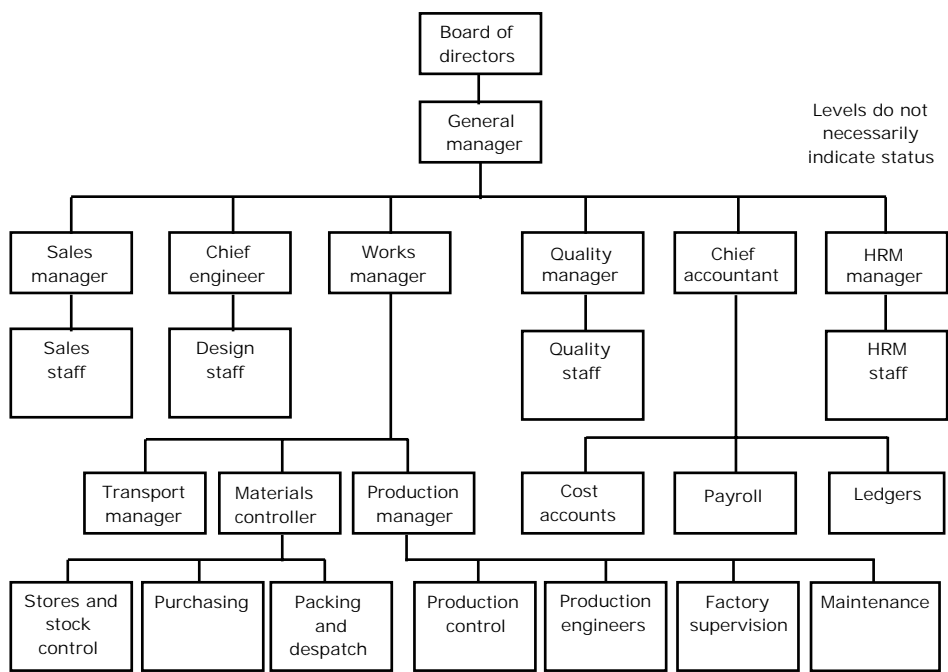 Board of
directors
General
manager
Levels do not
necessarily
indicate status
Sales
manager
Chief
engineer
Works
manager
Quality
manager
Chief
accountant
HRM
manager
Sales
staff
Design
staff
Quality
staff
HRM
staff
Transport
manager
Materials
controller
Production
manager
Cost
accounts
Payroll
Ledgers
Stores and
stock
control
Purchasing
Packing
and
despatch
Production
control
Production
engineers
Factory
supervision
Maintenance